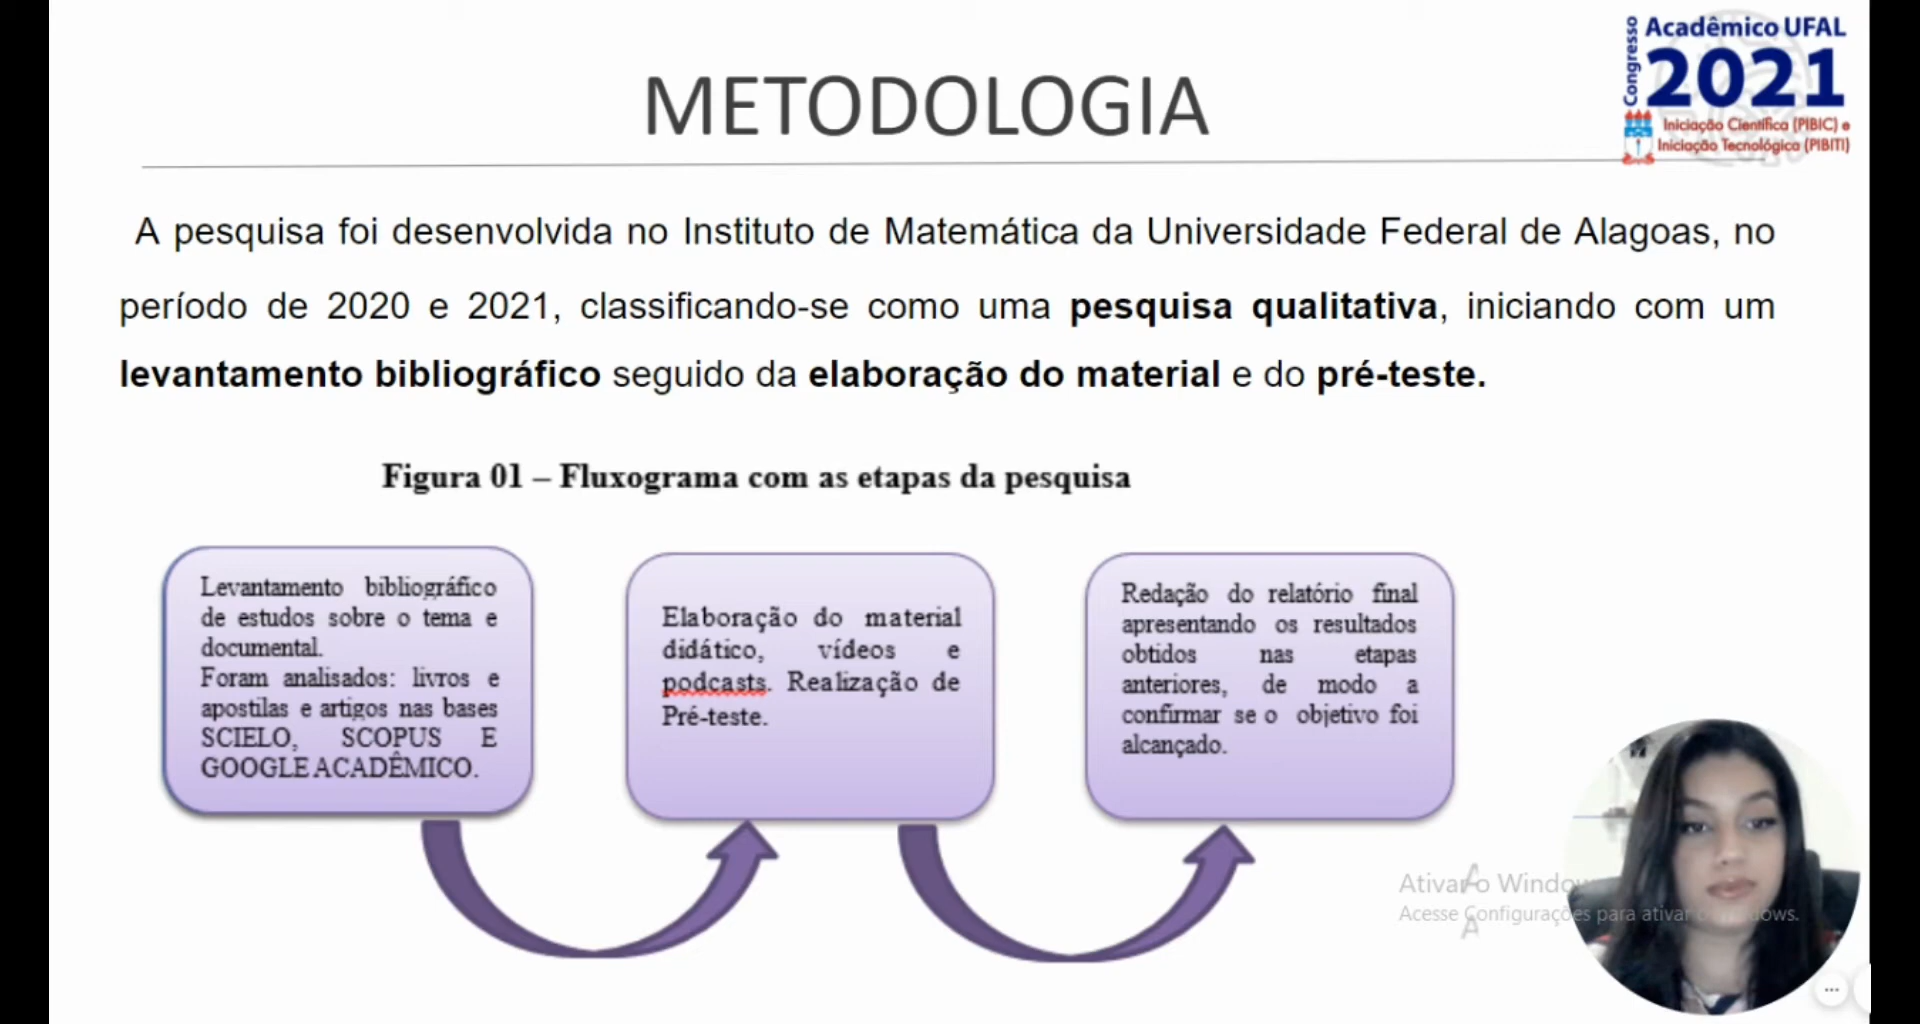 Congresso
Acadêmico UFAL
2021
Iniciação Científica (PIBIC) e
Iniciação Tecnológica (PIBITI)
METODOLOGIA
A pesquisa foi desenvolvida no Instituto de Matemática da Universidade Federal de Alagoas, no
período de 2020 e 2021, classificando-se como uma pesquisa qualitativa, iniciando com um
levantamento bibliográfico seguido da elaboração do material e do pré-teste.
Figura 01 – Fluxograma com as etapas da pesquisa
Levantamento bibliográfico
de estudos sobre o tema e
documental.
Foram analisados: livros e
apostilas e artigos nas bases
SCIELO, SCOPUS E
GOOGLE ACADÊMICO.
Elaboração do material
didático, vídeos e
podcasts. Realização de
Pré-teste.
Redação do relatório final
apresentando os resultados
obtidos nas etapas
anteriores, de modo a
confirmar se o objetivo foi
alcançado.
Ativar o
Acesse Configurações para ativar